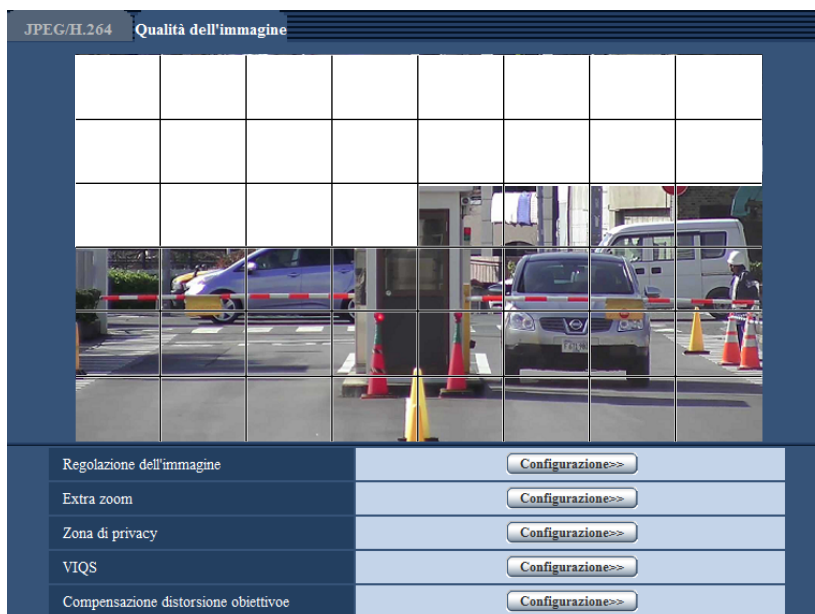 JPEG/H.264 Qualità dell'immagine
Regolazione dell'immagine Configurazione>>
Extra zoom Configurazione>>
Zona di privacy Configurazione>>
VIQS Configurazione>>
Compensazione distorsione obiettivoe Configurazione>>